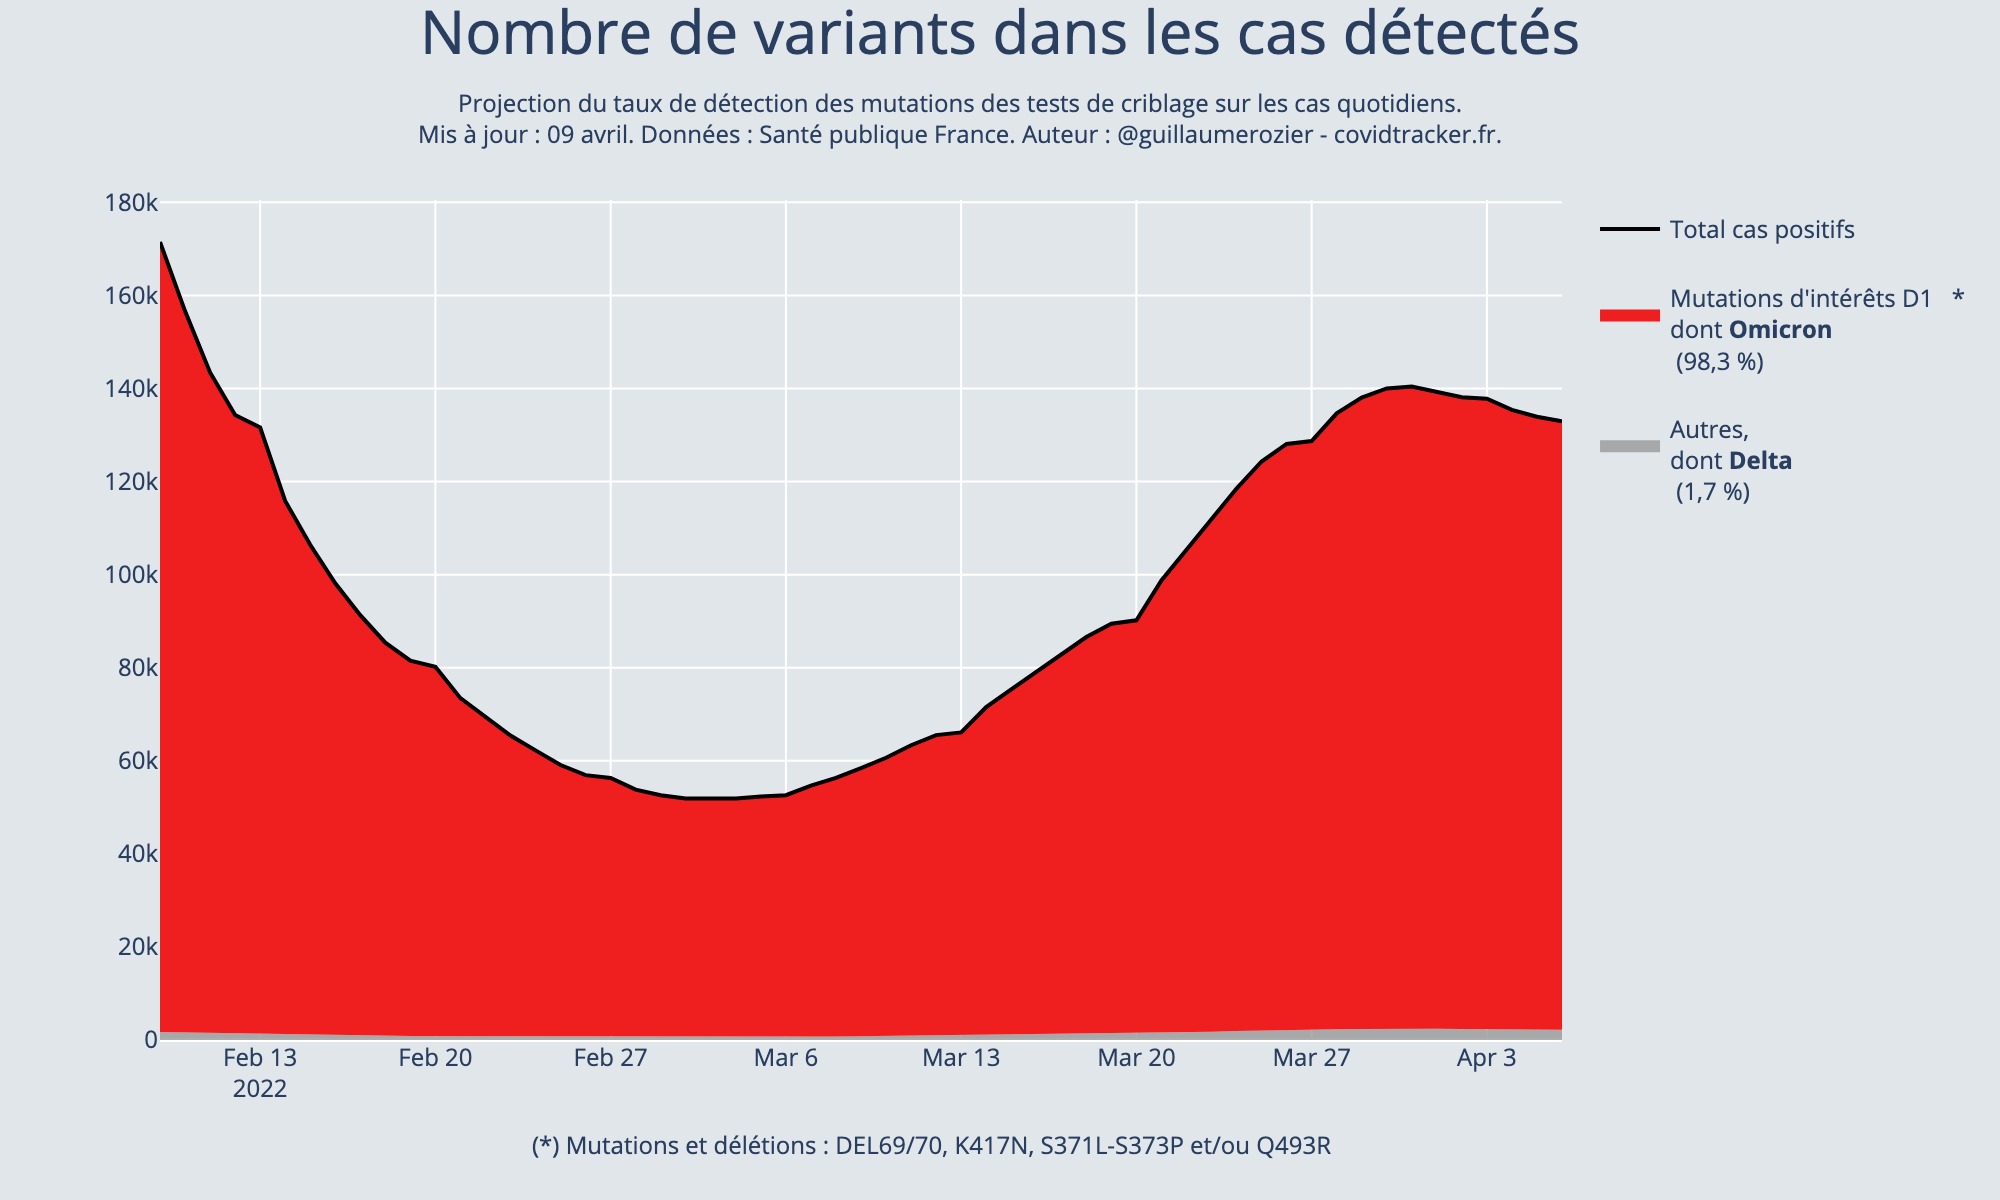 Nombre de variants dans les cas détectés
Projection du taux de détection des mutations des tests de criblage sur les cas quotidiens.
Mis à jour : 09 avril. Données : Santé publique France. Auteur : @guillaumerozier - covidtracker.fr.
180k
160k
140k
120k
100k
80k
60k
40k
20k
0
Feb 13 Feb 20 Feb 27 Mar 6 Mar 13 Mar 20 Mar 27 Apr 3
2022
Total cas positifs
Mutations d'intérêts D1 *
dont Omicron
(98,3 %)
Autres,
dont Delta
(1,7 %)
(*) Mutations et délétions : DEL69/70, K417N, S371L-S373P et/ou Q493R